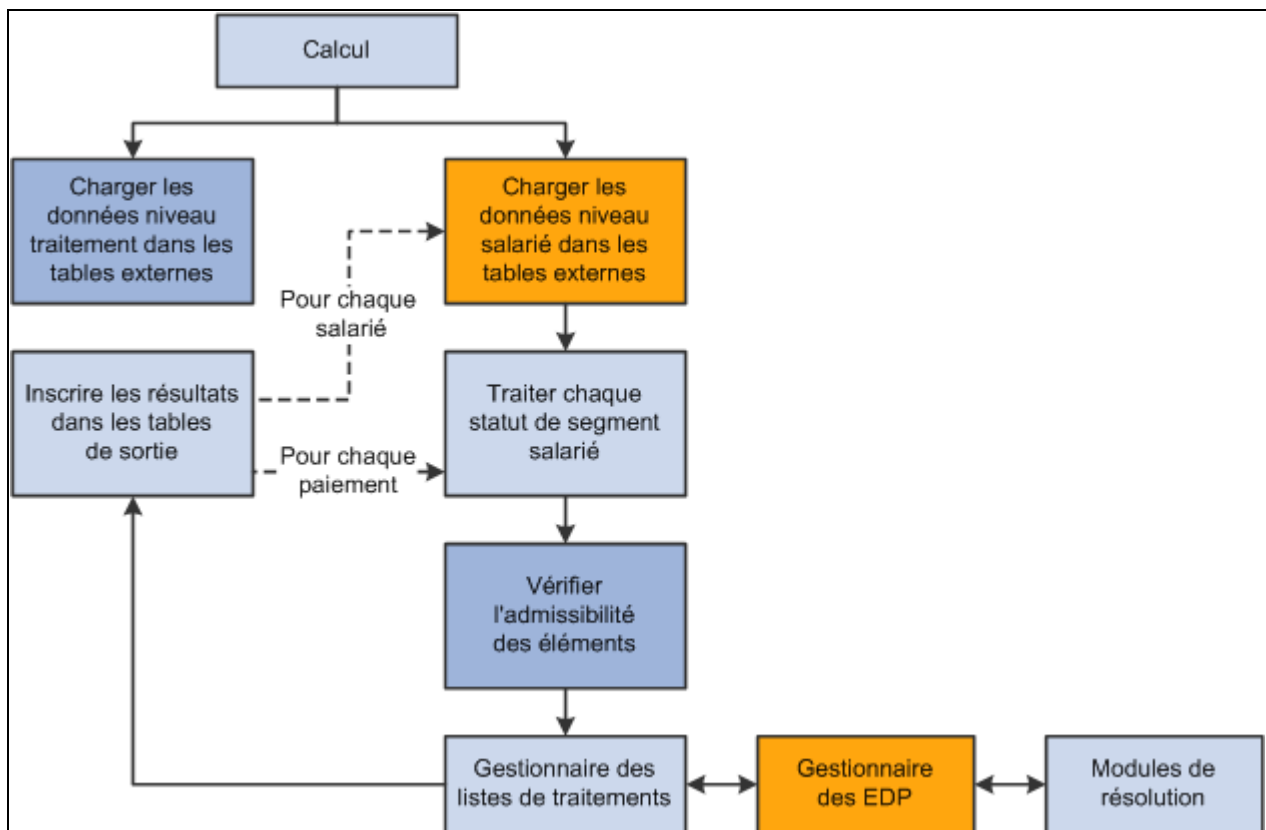 Calcul
Charger les
données niveau
traitement dans les
tables externes
Charger les
données niveau
salarié dans les
tables externes
Pour chaque
salarié
Inscrire les résultats
dans les tables
de sortie
Traiter chaque
statut de segment
salarié
Pour chaque
paiement
Vérifier
l'admissibilité
des éléments
Gestionnaire des
listes de traitements
Gestionnaire
des EDP
Modules de
résolution